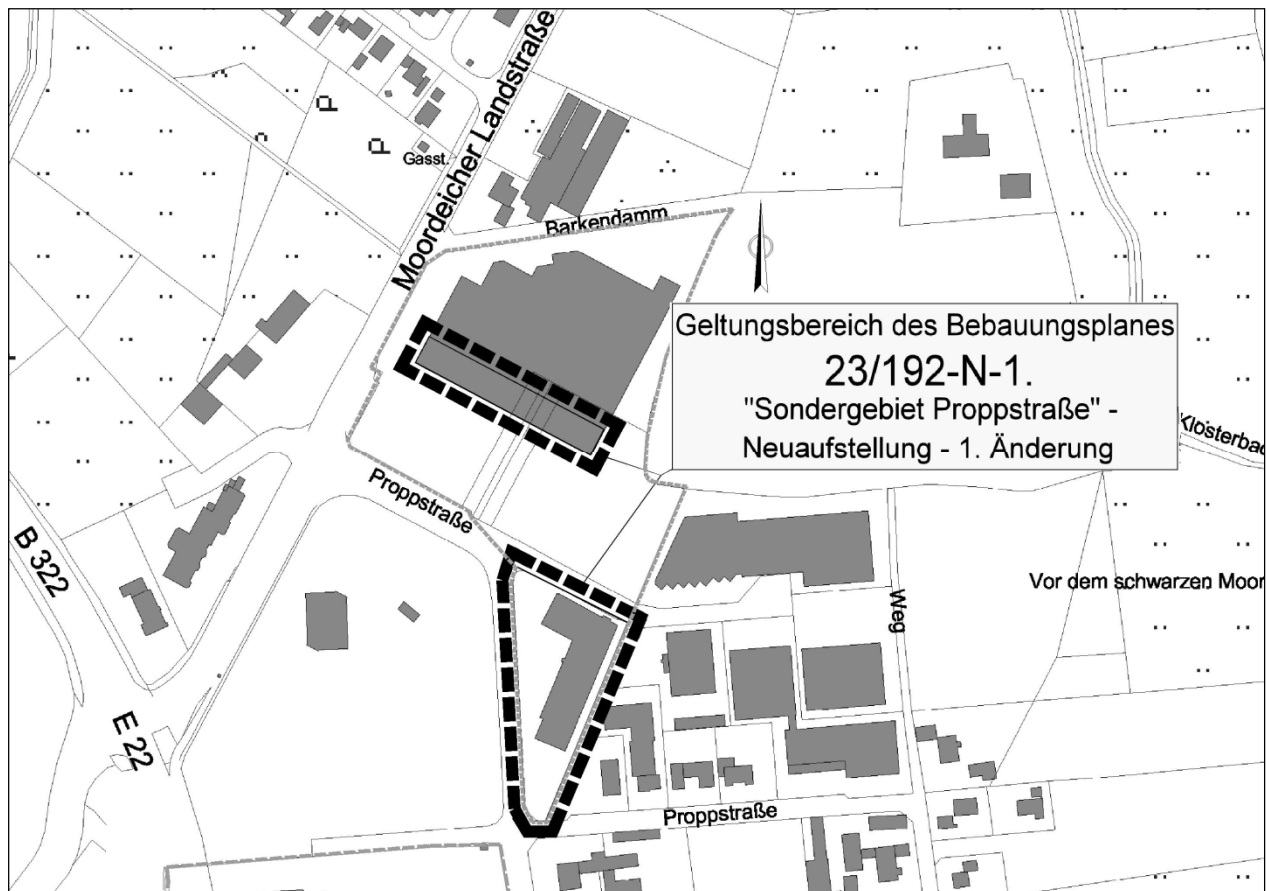 Moordeicher Landstraße
P
P
Gasst.
Barkendamm
Geltungsbereich des Bebauungsplanes
23/192-N-1.
"Sondergebiet Proppstraße" -
Neuaufstellung - 1. Änderung
Klosterbac
Proppstraße
B 322
Vor dem schwarzen Moor
Weg
E 22
Proppstraße